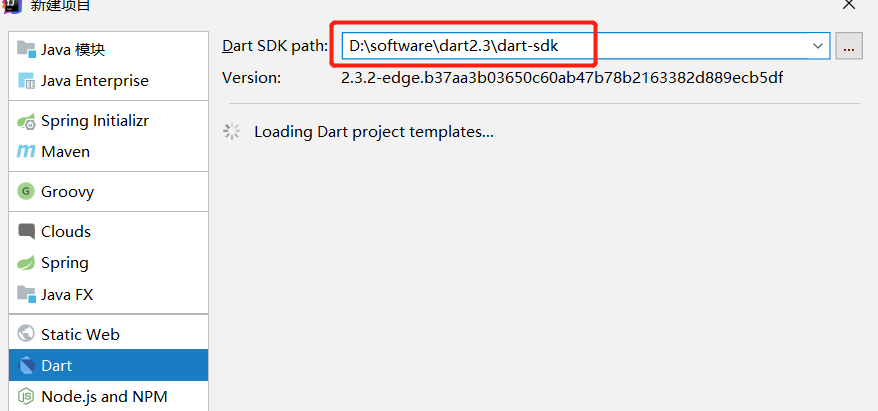 新建项目
Java 模块
Java Enterprise
Spring Initializr
Maven
Groovy
Clouds
Spring
Java FX
Static Web
Dart
Node.js and NPM
Dart SDK path: D:\software\dart2.3\dart-sdk ...
Version: 2.3.2-edge.b37aa3b03650c60ab47b78b2163382d889ecb5df
Loading Dart project templates...